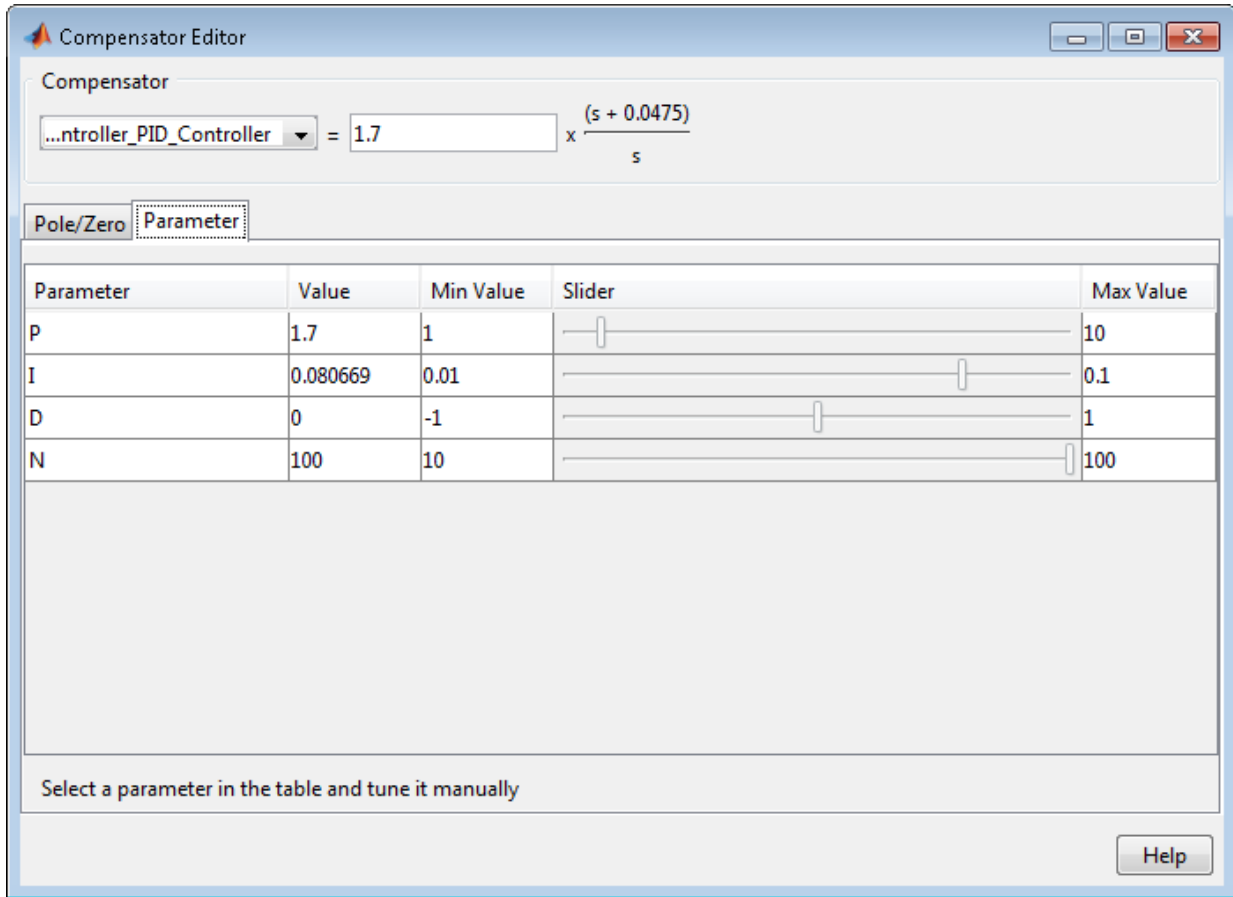 Compensator Editor
Compensator
...ntroller_PID_Controller = 1.7 x (s + 0.0475)
s
Pole/Zero Parameter
Parameter Value Min Value Slider Max Value
P 1.7 1 10
I 0.080669 0.01 0.1
D 0 -1 1
N 100 10 100
Select a parameter in the table and tune it manually
Help